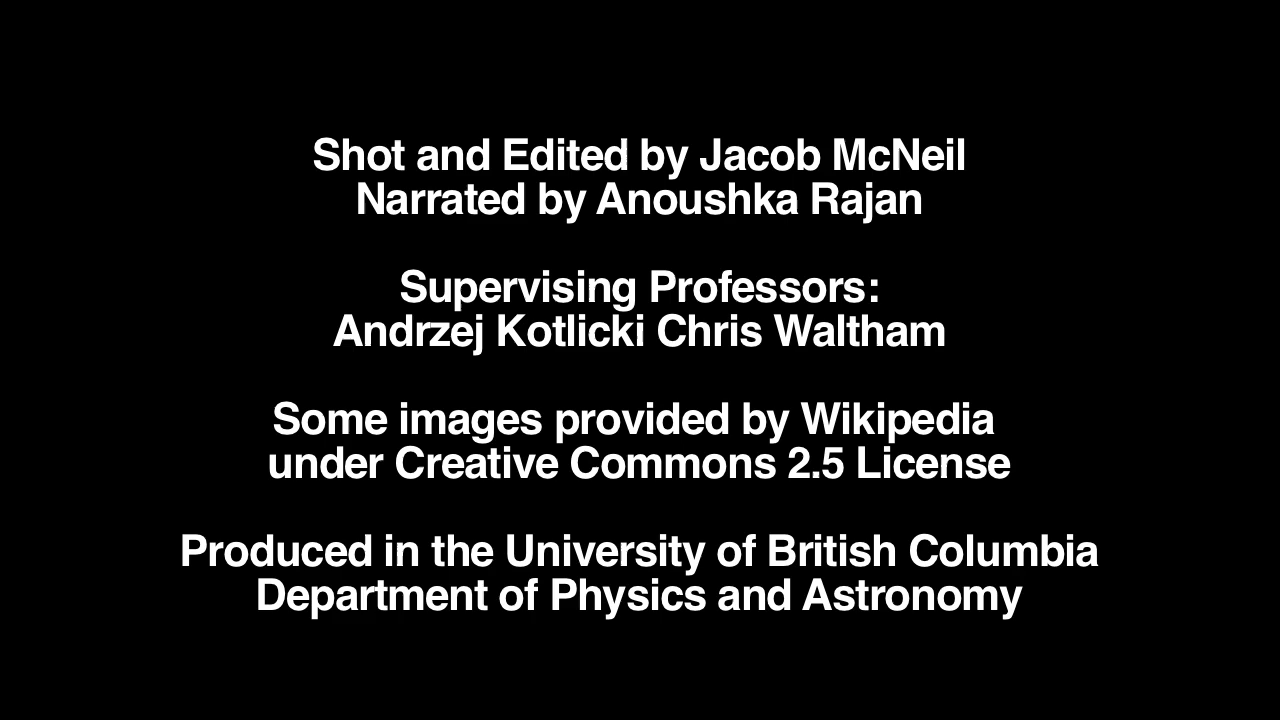 Shot and Edited by Jacob McNeil
Narrated by Anoushka Rajan
Supervising Professors:
Andrzej Kotlicki Chris Waltham
Some images provided by Wikipedia
under Creative Commons 2.5 License
Produced in the University of British Columbia
Department of Physics and Astronomy